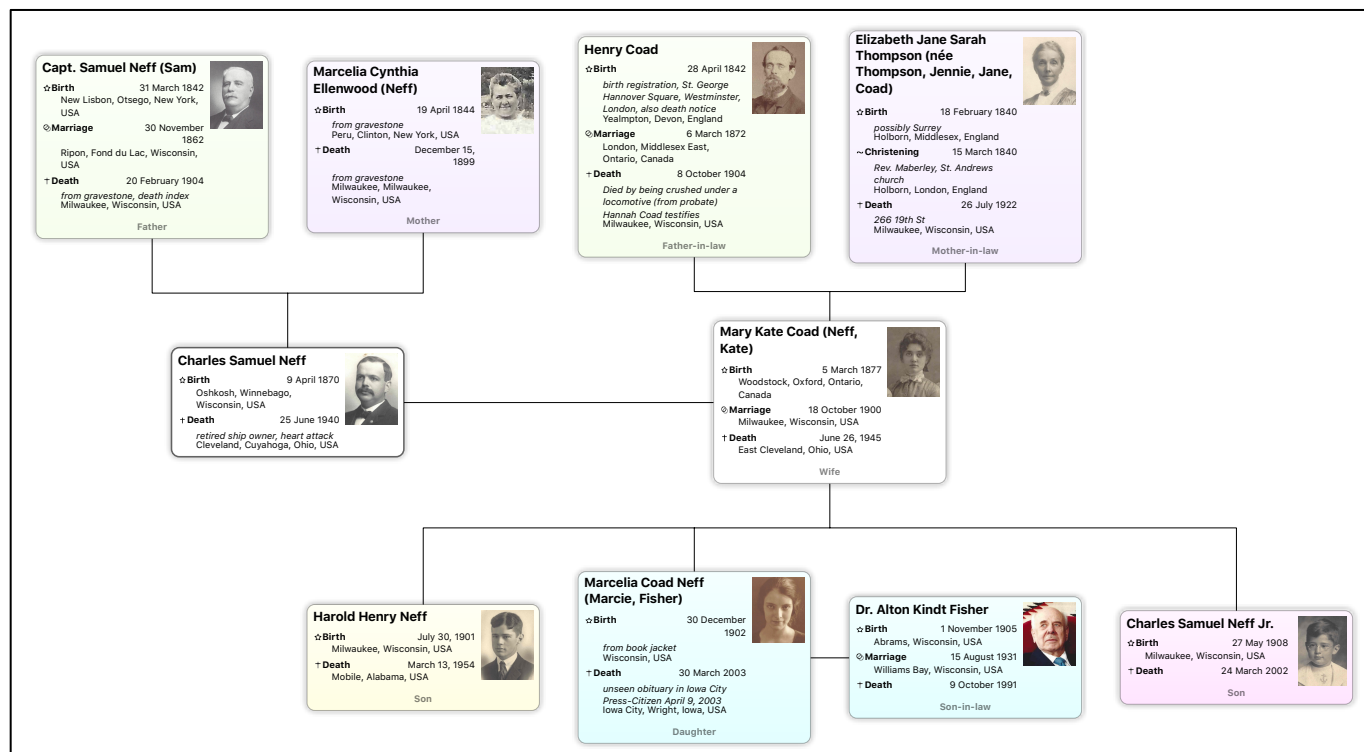 Capt. Samuel Neff (Sam)
☆Birth 31 March 1842
New Lisbon, Otsego, New York,
USA
⚭Marriage 30 November
1862
Ripon, Fond du Lac, Wisconsin,
USA
†Death 20 February 1904
from gravestone, death index
Milwaukee, Wisconsin, USA
Father
Marcelia Cynthia
Ellenwood (Neff)
☆Birth 19 April 1844
from gravestone
Peru, Clinton, New York, USA
†Death December 15,
1899
from gravestone
Milwaukee, Milwaukee,
Wisconsin, USA
Mother
Henry Coad
☆Birth 28 April 1842
birth registration, St. George
Hannover Square, Westminster,
London, also death notice
Yealmpton, Devon, England
⚭Marriage 6 March 1872
London, Middlesex East,
Ontario, Canada
†Death 8 October 1904
Died by being crushed under a
locomotive (from probate)
Hannah Coad testifies
Milwaukee, Wisconsin, USA
Father-in-law
Elizabeth Jane Sarah
Thompson (née
Thompson, Jennie, Jane,
Coad)
☆Birth 18 February 1840
possibly Surrey
Holborn, Middlesex, England
~Christening 15 March 1840
Rev. Maberley, St. Andrews
church
Holborn, London, England
†Death 26 July 1922
266 19th St
Milwaukee, Wisconsin, USA
Mother-in-law
Charles Samuel Neff
☆Birth 9 April 1870
Oshkosh, Winnebago,
Wisconsin, USA
†Death 25 June 1940
retired ship owner, heart attack
Cleveland, Cuyahoga, Ohio, USA
Mary Kate Coad (Neff,
Kate)
☆Birth 5 March 1877
Woodstock, Oxford, Ontario,
Canada
⚭Marriage 18 October 1900
Milwaukee, Wisconsin, USA
†Death June 26, 1945
East Cleveland, Ohio, USA
Wife
Harold Henry Neff
☆Birth July 30, 1901
Milwaukee, Wisconsin, USA
†Death March 13, 1954
Mobile, Alabama, USA
Son
Marcelia Coad Neff
(Marcie, Fisher)
☆Birth 30 December
1902
from book jacket
Wisconsin, USA
†Death 30 March 2003
unseen obituary in Iowa City
Press-Citizen April 9, 2003
Iowa City, Wright, Iowa, USA
Daughter
Dr. Alton Kindt Fisher
☆Birth 1 November 1905
Abrams, Wisconsin, USA
⚭Marriage 15 August 1931
Williams Bay, Wisconsin, USA
†Death 9 October 1991
Son-in-law
Charles Samuel Neff Jr.
☆Birth 27 May 1908
Milwaukee, Wisconsin, USA
†Death 24 March 2002
Son